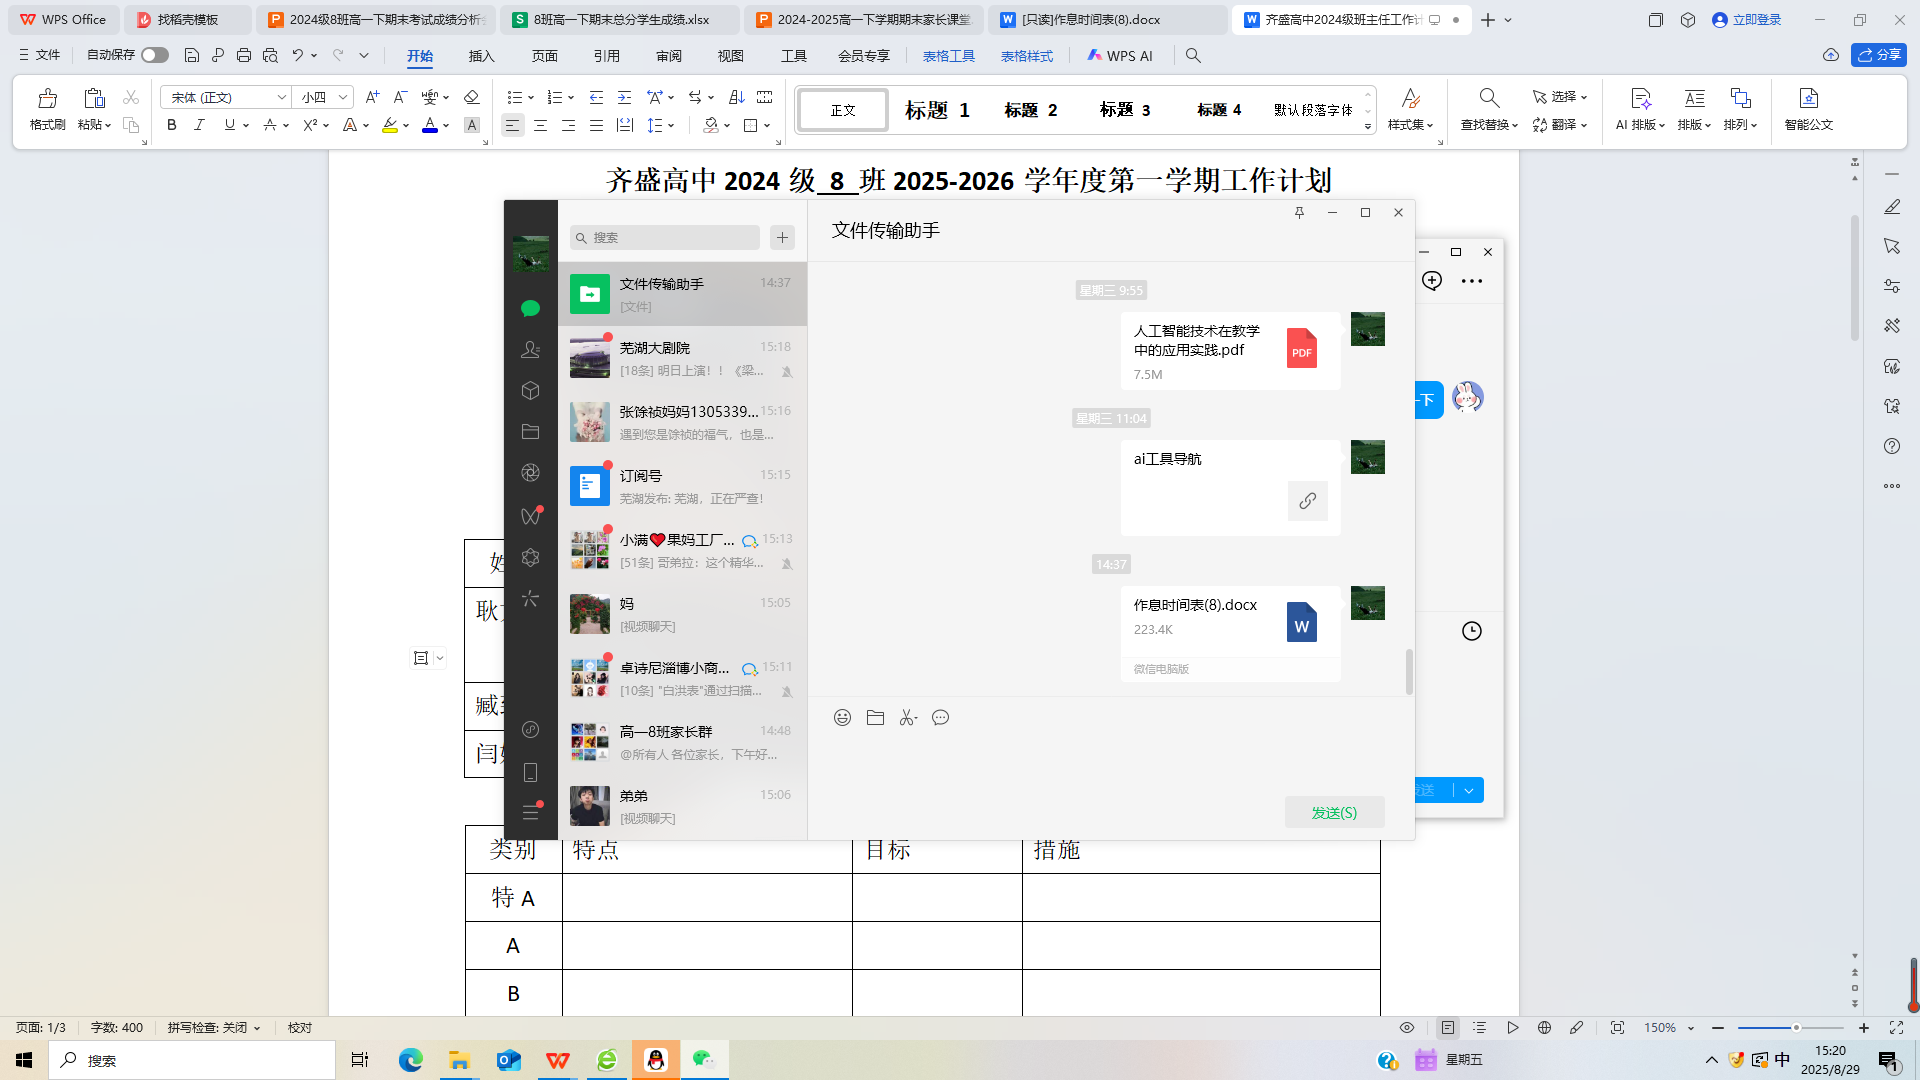 WPS Office
找稻壳模板
2024级8班高一下期末考试成绩分析
8班高一下期末总分学生成绩.xlsx
2024-2025高一下学期期末家长课堂
[只读]作息时间表(8).docx
齐盛高中2024级班主任工作计
立即登录
文件
自动保存
开始
插入
页面
引用
审阅
视图
工具
会员专享
表格工具
表格样式
WPS AI
分享
格式刷
粘贴
宋体 (正文)
小四
正文
标题 1
标题 2
标题 3
标题 4
默认段落字体
样式集
查找替换
选择
翻译
AI 排版
排版
排列
智能公文
齐盛高中 2024 级 8 班 2025-2026 学年度第一学期工作计划
搜索
文件传输助手
14:37
[文件]
芜湖大剧院
15:18
[18条] 明日上演！！《梁...
张馀祯妈妈1305339...
15:16
遇到您是馀祯的福气，也是...
订阅号
15:15
芜湖发布: 芜湖，正在严查!
小满❤果妈工厂...
15:13
[51条] 哥弟拉：这个精华...
妈
15:05
[视频聊天]
卓诗尼淄博小商...
15:11
[10条] "白洪表"通过扫描...
高一8班家长群
14:48
@所有人 各位家长，下午好...
弟弟
15:06
[视频聊天]
文件传输助手
星期三 9:55
人工智能技术在教学
中的应用实践.pdf
7.5M
PDF
星期三 11:04
ai工具导航
14:37
作息时间表(8).docx
223.4K
W
微信电脑版
发送(S)
下
送
类别
特点
目标
措施
特 A
A
B
页面: 1/3
字数: 400
拼写检查: 关闭
校对
150%
搜索
星期五
中
15:20
2025/8/29
1